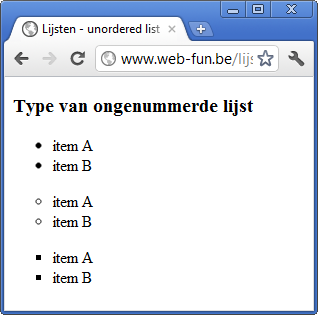 Lijsten - unordered list
www.web-fun.be/lijs
Type van ongenummerde lijst
item A
item B
item A
item B
item A
item B